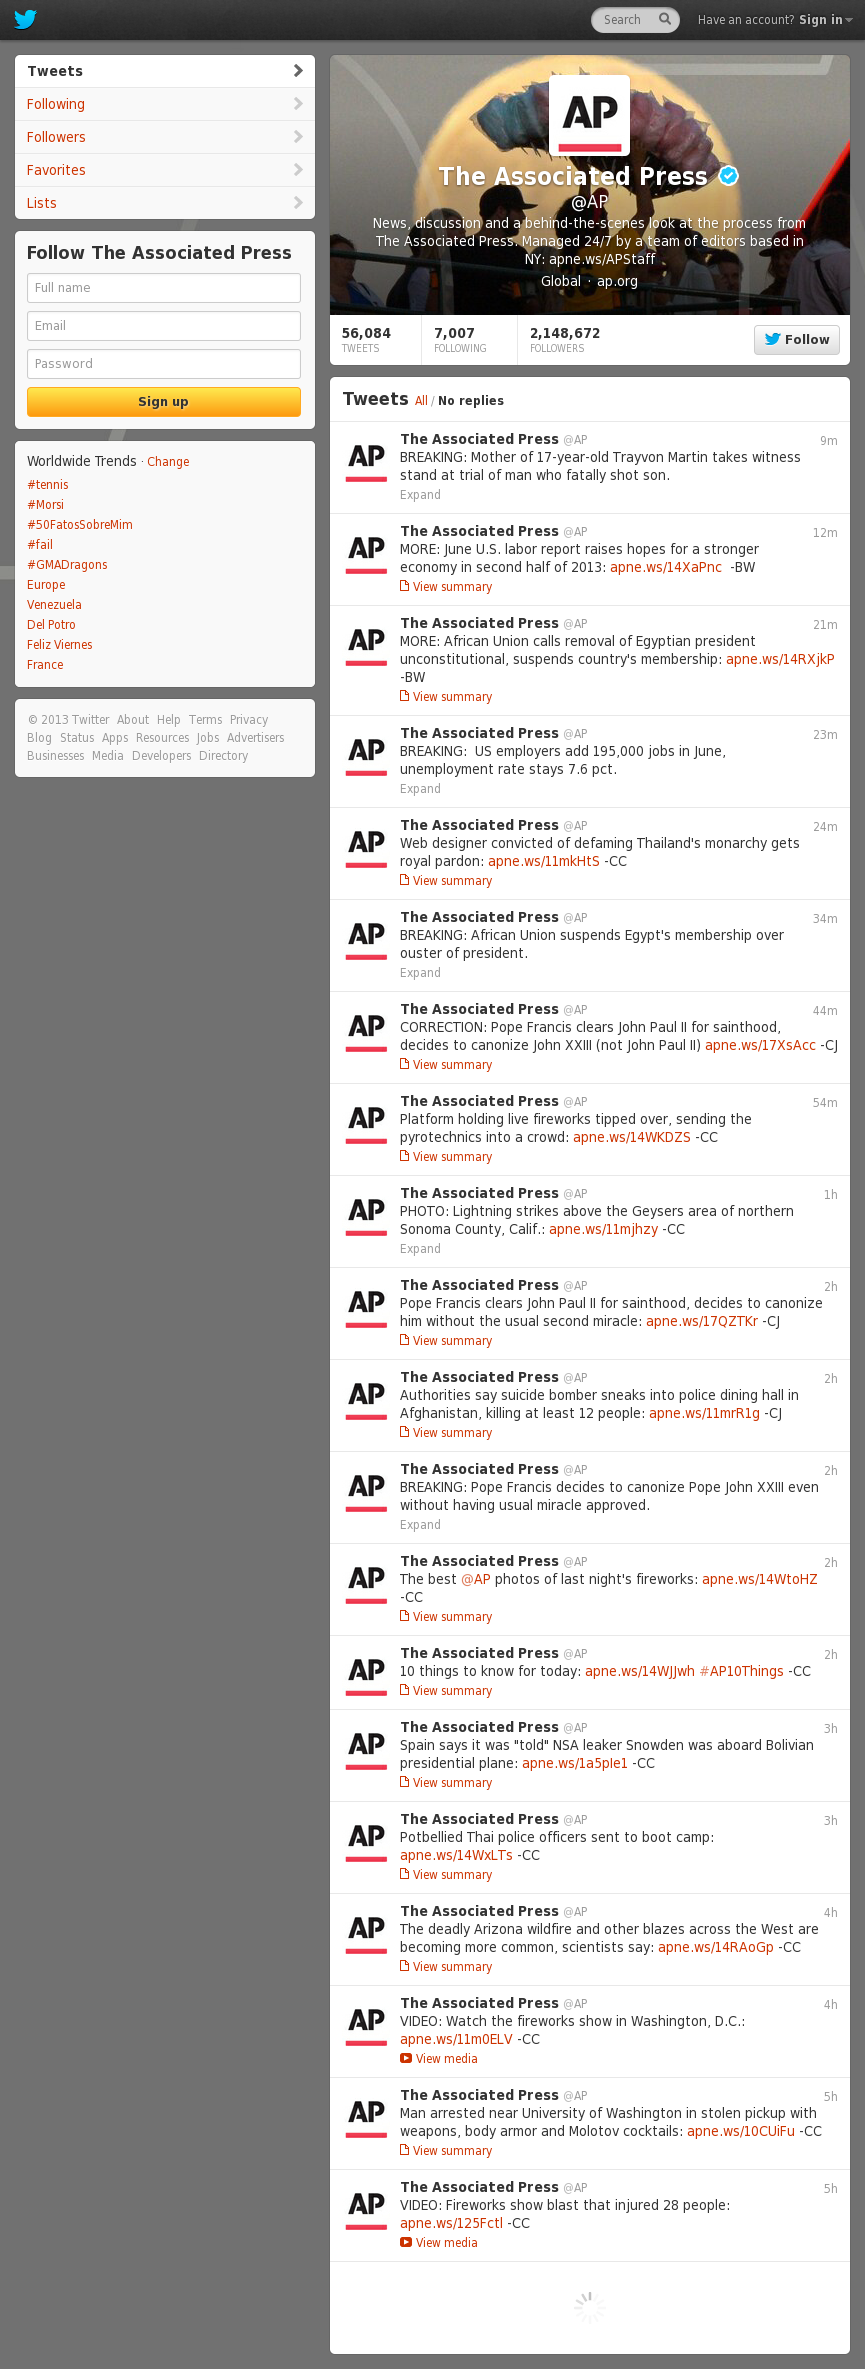 Search
Have an account? Sign in
Tweets
Following
Followers
Favorites
Lists
Follow The Associated Press
Full name
Email
Password
Sign up
Worldwide Trends · Change
#tennis
#Morsi
#50FatosSobreMim
#fail
#GMADragons
Europe
Venezuela
Del Potro
Feliz Viernes
France
© 2013 Twitter About Help Terms Privacy
Blog Status Apps Resources Jobs Advertisers
Businesses Media Developers Directory
AP
The Associated Press
@AP
News, discussion and a behind-the-scenes look at the process from
The Associated Press. Managed 24/7 by a team of editors based in
NY: apne.ws/APStaff
Global · ap.org
56,084
TWEETS
7,007
FOLLOWING
2,148,672
FOLLOWERS
Follow
Tweets All / No replies
AP
The Associated Press @AP 9m
BREAKING: Mother of 17-year-old Trayvon Martin takes witness
stand at trial of man who fatally shot son.
Expand
AP
The Associated Press @AP 12m
MORE: June U.S. labor report raises hopes for a stronger
economy in second half of 2013: apne.ws/14XaPnc -BW
View summary
AP
The Associated Press @AP 21m
MORE: African Union calls removal of Egyptian president
unconstitutional, suspends country's membership: apne.ws/14RXjkP
-BW
View summary
AP
The Associated Press @AP 23m
BREAKING: US employers add 195,000 jobs in June,
unemployment rate stays 7.6 pct.
Expand
AP
The Associated Press @AP 24m
Web designer convicted of defaming Thailand's monarchy gets
royal pardon: apne.ws/11mkHtS -CC
View summary
AP
The Associated Press @AP 34m
BREAKING: African Union suspends Egypt's membership over
ouster of president.
Expand
AP
The Associated Press @AP 44m
CORRECTION: Pope Francis clears John Paul II for sainthood,
decides to canonize John XXIII (not John Paul II) apne.ws/17XsAcc -CJ
View summary
AP
The Associated Press @AP 54m
Platform holding live fireworks tipped over, sending the
pyrotechnics into a crowd: apne.ws/14WKDZS -CC
View summary
AP
The Associated Press @AP 1h
PHOTO: Lightning strikes above the Geysers area of northern
Sonoma County, Calif.: apne.ws/11mjhzy -CC
Expand
AP
The Associated Press @AP 2h
Pope Francis clears John Paul II for sainthood, decides to canonize
him without the usual second miracle: apne.ws/17QZTKr -CJ
View summary
AP
The Associated Press @AP 2h
Authorities say suicide bomber sneaks into police dining hall in
Afghanistan, killing at least 12 people: apne.ws/11mrR1g -CJ
View summary
AP
The Associated Press @AP 2h
BREAKING: Pope Francis decides to canonize Pope John XXIII even
without having usual miracle approved.
Expand
AP
The Associated Press @AP 2h
The best @AP photos of last night's fireworks: apne.ws/14WtoHZ
-CC
View summary
AP
The Associated Press @AP 2h
10 things to know for today: apne.ws/14WJJwh #AP10Things -CC
View summary
AP
The Associated Press @AP 3h
Spain says it was "told" NSA leaker Snowden was aboard Bolivian
presidential plane: apne.ws/1a5pIe1 -CC
View summary
AP
The Associated Press @AP 3h
Potbellied Thai police officers sent to boot camp:
apne.ws/14WxLTs -CC
View summary
AP
The Associated Press @AP 4h
The deadly Arizona wildfire and other blazes across the West are
becoming more common, scientists say: apne.ws/14RAoGp -CC
View summary
AP
The Associated Press @AP 4h
VIDEO: Watch the fireworks show in Washington, D.C.:
apne.ws/11m0ELV -CC
View media
AP
The Associated Press @AP 5h
Man arrested near University of Washington in stolen pickup with
weapons, body armor and Molotov cocktails: apne.ws/10CUiFu -CC
View summary
AP
The Associated Press @AP 5h
VIDEO: Fireworks show blast that injured 28 people:
apne.ws/125Fctl -CC
View media